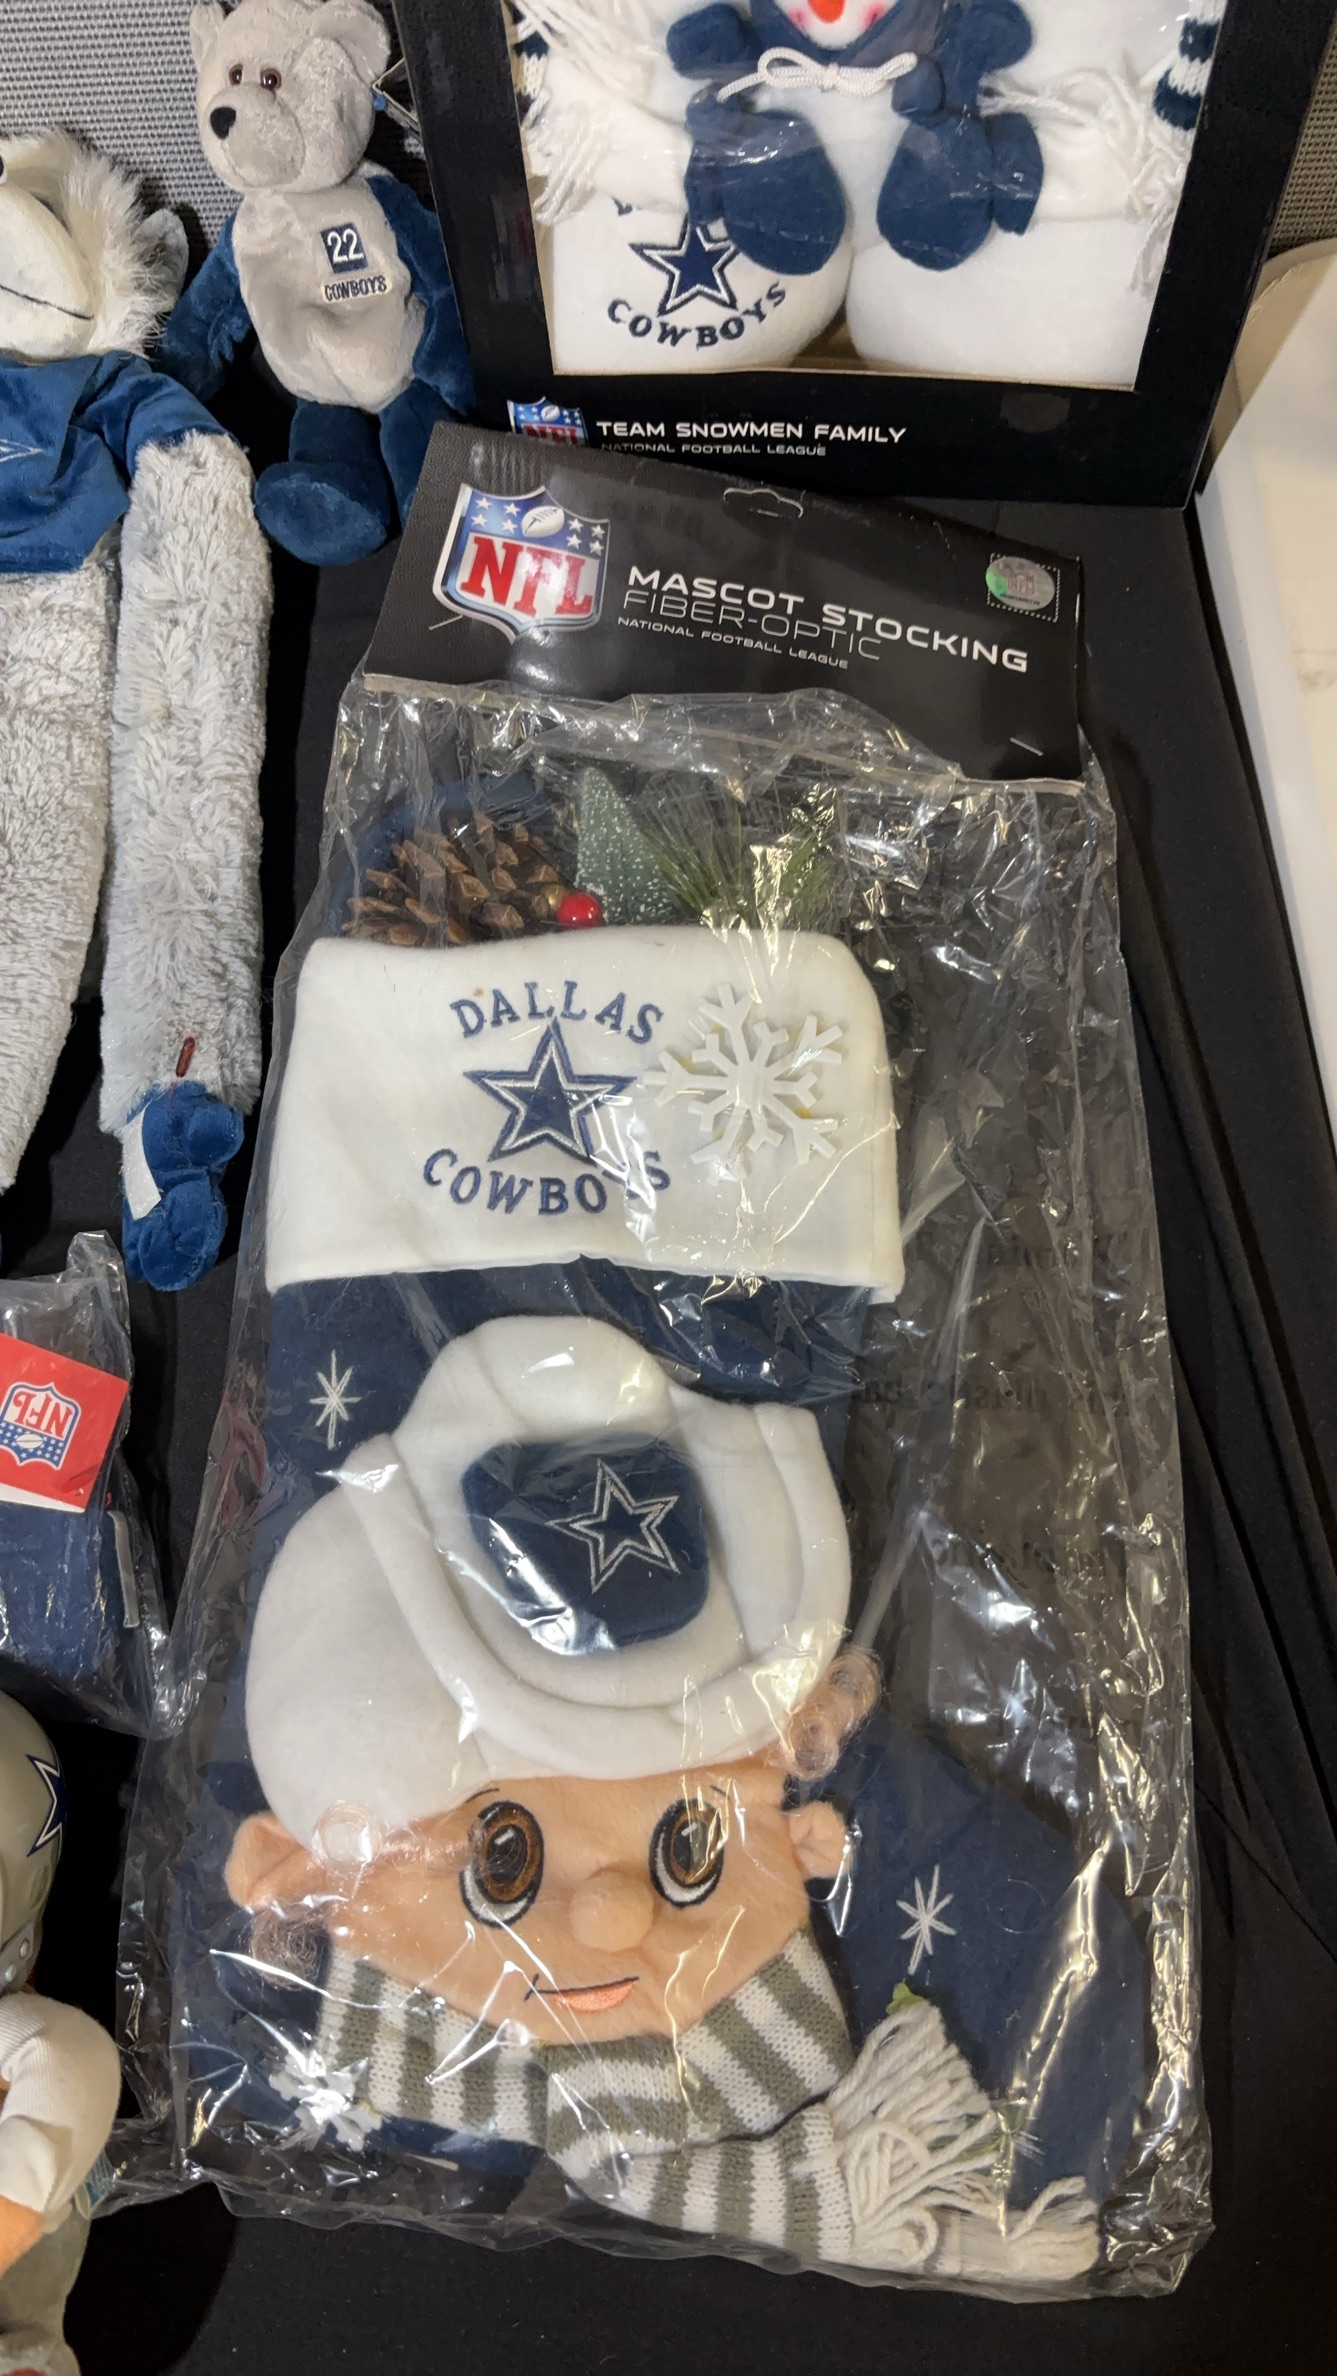 22
COWBOYS
COWBOYS
NFL
TEAM SNOWMEN FAMILY
NATIONAL FOOTBALL LEAGUE
NFL
MASCOT STOCKING
FIBER-OPTIC
NATIONAL FOOTBALL LEAGUE
NFL
DALLAS
COWBOYS
NFL